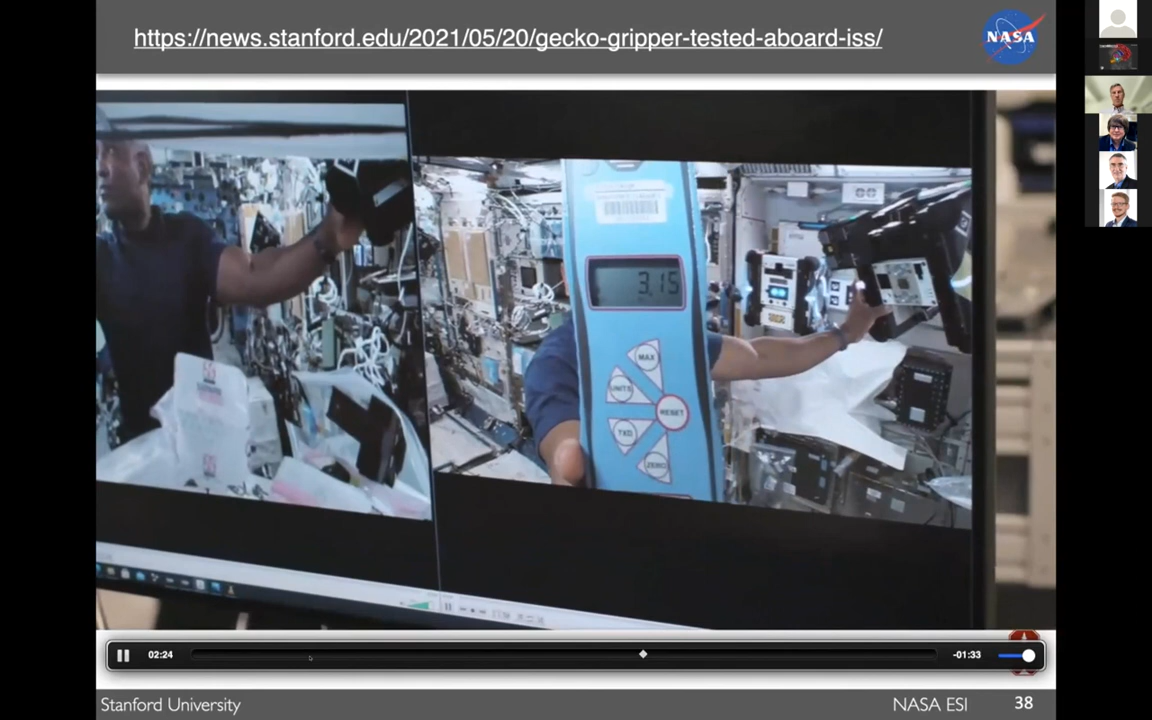 https://news.stanford.edu/2021/05/20/gecko-gripper-tested-aboard-iss/
NASA
3.15
MAX
UNITS
RESET
TXD
ZERO
02:24
-01:33
Stanford University
NASA ESI
38